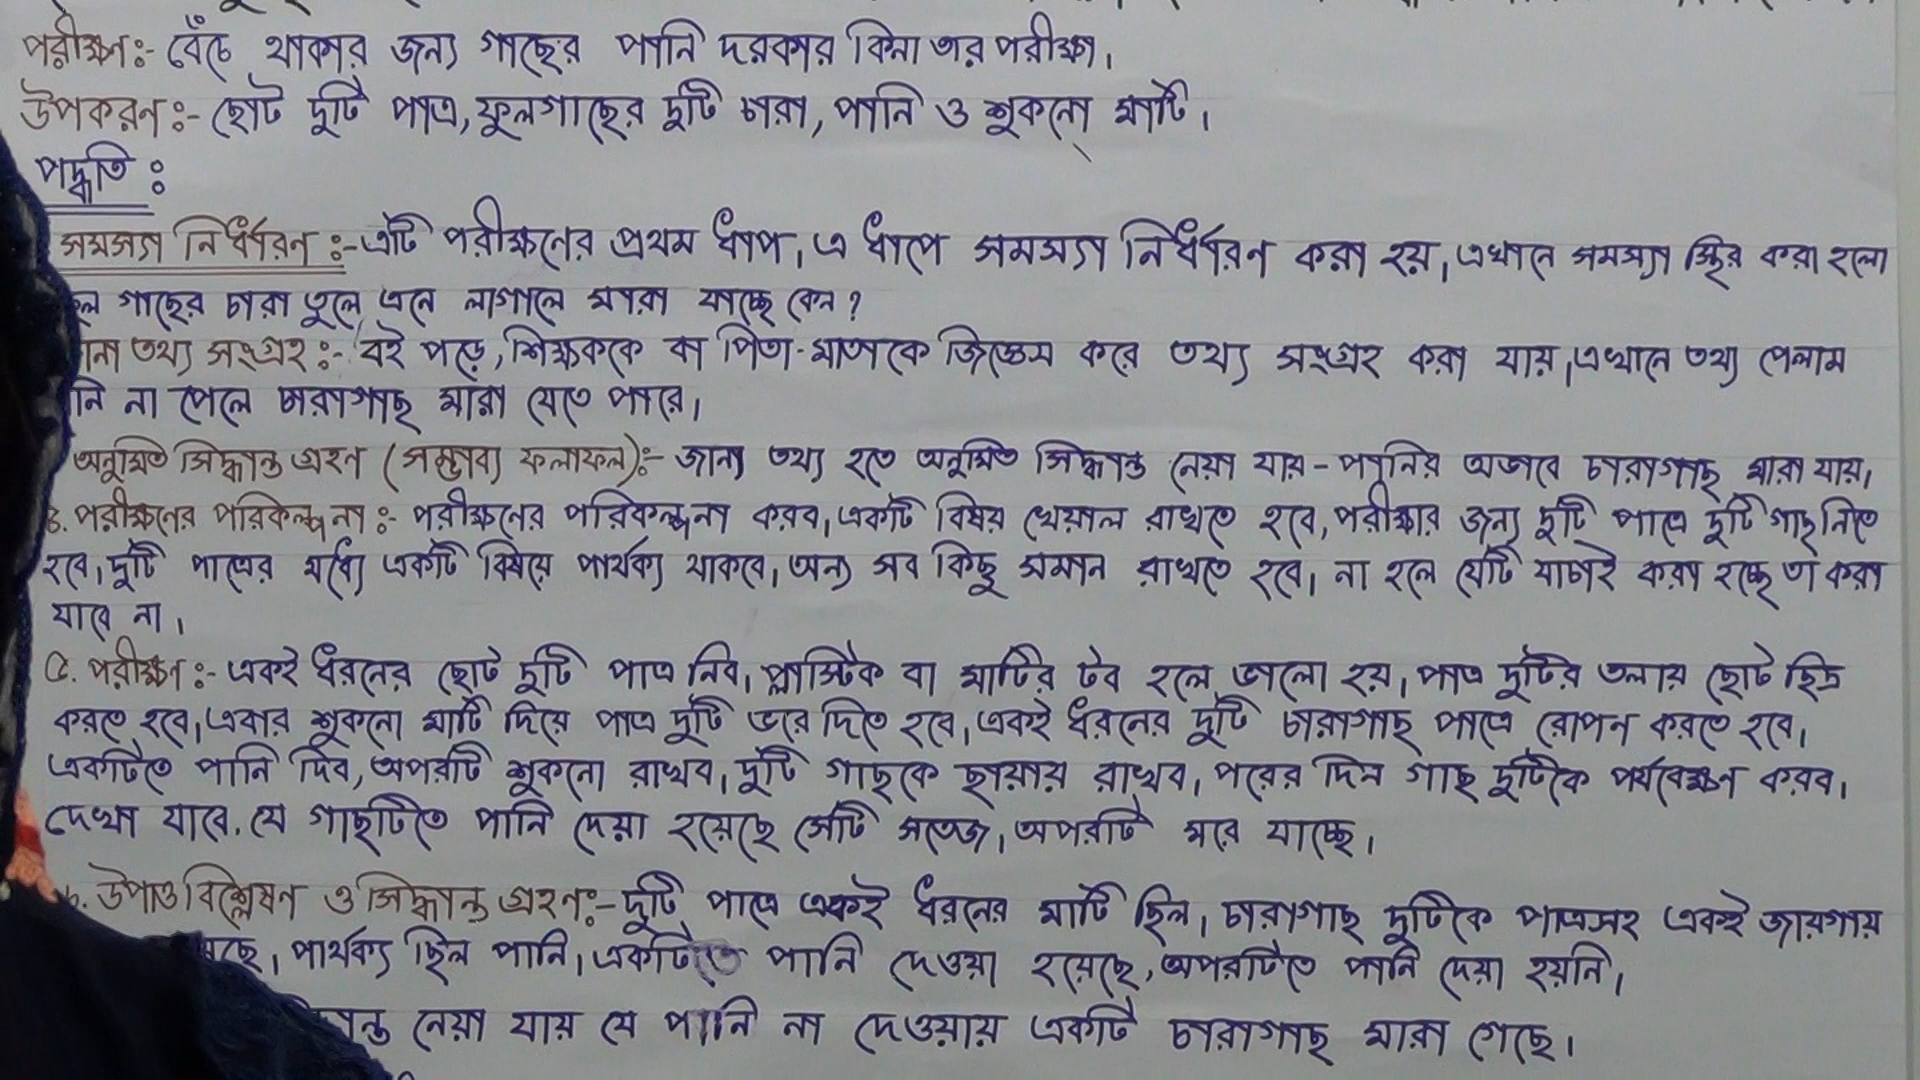 পরীক্ষণ:- বেঁচে থাকার জন্য গাছের পানি দরকার কিনা তার পরীক্ষা।
উপকরণ:- ছোট দুটি পাত্র, ফুলগাছের দুটি চারা, পানি ও শুকনো মাটি।
পদ্ধতি :
সমস্যা নির্ধারন :- এটি পরীক্ষনের প্রথম ধাপ। এ ধাপে সমস্যা নির্ধারন করা হয়। এখানে সমস্যা স্থির করা হলো
গাছের চারা তুলে এনে লাগালে মারা যাচ্ছে কেন?
তথ্য সংগ্রহ :- বই পড়ে, শিক্ষককে বা পিতা-মাতাকে জিজ্ঞেস করে তথ্য সংগ্রহ করা যায়। এখানে তথ্য পেলাম
না পেলে চারাগাছ মারা যেতে পারে।
অনুমিত সিদ্ধান্ত গ্রহণ (সম্ভাব্য ফলাফল):- জানা তথ্য হতে অনুমিত সিদ্ধান্ত নেয়া যায় - পানির অভাবে চারাগাছ মারা যায়।
৪. পরীক্ষনের পরিকল্পনা :- পরীক্ষনের পরিকল্পনা করব। একটি বিষয় খেয়াল রাখতে হবে, পরীক্ষার জন্য দুটি পাত্রে দুটি গাছ নিতে
হবে। দুটি পাত্রের মধ্যে একটি বিষয়ে পার্থক্য থাকবে। অন্য সব কিছু সমান রাখতে হবে। না হলে যেটি যাচাই করা হচ্ছে তা করা
যাবে না।
৫. পরীক্ষণ :- একই ধরনের ছোট দুটি পাত্র নিব। প্লাস্টিক বা মাটির টব হলে ভালো হয়। পাত্র দুটির তলায় ছোট ছিদ্র
করতে হবে। এবার শুকনো মাটি দিয়ে পাত্র দুটি ভরে দিতে হবে। একই ধরনের দুটি চারাগাছ পাত্রে রোপন করতে হবে।
একটিতে পানি দিব, অপরটি শুকনো রাখব। দুটি গাছকে ছায়ায় রাখব। পরের দিন গাছ দুটিকে পর্যবেক্ষণ করব।
দেখা যাবে. যে গাছটিতে পানি দেয়া হয়েছে সেটি সতেজ। অপরটি মরে যাচ্ছে।
৬. উপাত্ত বিশ্লেষণ ও সিদ্ধান্ত গ্রহণ:- দুটি পাত্রে একই ধরনের মাটি ছিল। চারাগাছ দুটিকে পাত্রসহ একই জায়গায়
পার্থক্য ছিল পানি। একটিতে পানি দেওয়া হয়েছে, অপরটিতে পানি দেয়া হয়নি।
নেয়া যায় যে পানি না দেওয়ায় একটি চারাগাছ মারা গেছে।